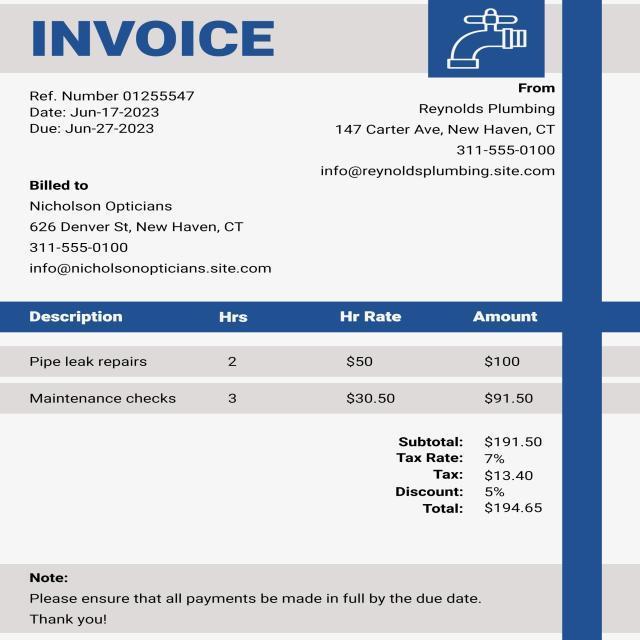 INVOICE
Ref. Number 01255547
Date: Jun-17-2023
Due: Jun-27-2023
From
Reynolds Plumbing
147 Carter Ave, New Haven, CT
311-555-0100
info@reynoldsplumbing.site.com
Billed to
Nicholson Opticians
626 Denver St, New Haven, CT
311-555-0100
info@nicholsonopticians.site.com
Description Hrs Hr Rate Amount
Pipe leak repairs 2 $50 $100
Maintenance checks 3 $30.50 $91.50
Subtotal: $191.50
Tax Rate: 7%
Tax: $13.40
Discount: 5%
Total: $194.65
Note:
Please ensure that all payments be made in full by the due date.
Thank you!